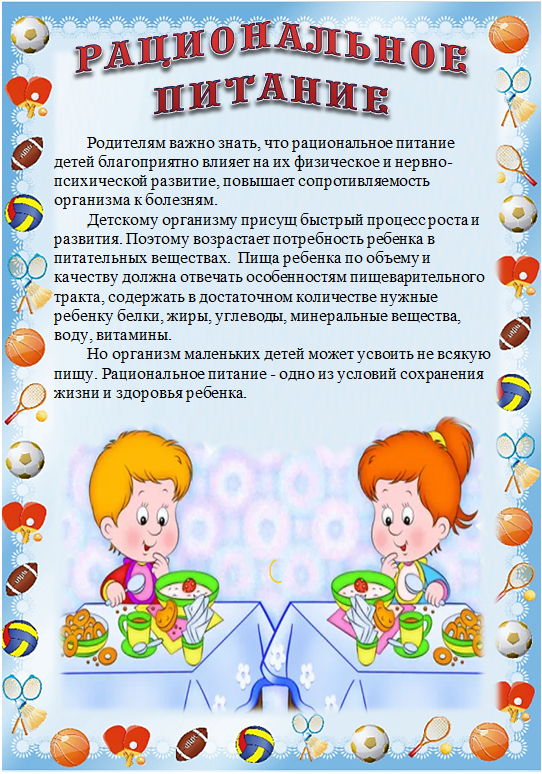 РАЦИОНАЛЬНОЕ
ПИТАНИЕ
Родителям важно знать, что рациональное питание
детей благоприятно влияет на их физическое и нервно-
психической развитие, повышает сопротивляемость
организма к болезням.
Детскому организму присущ быстрый процесс роста и
развития. Поэтому возрастает потребность ребенка в
питательных веществах. Пища ребенка по объему и
качеству должна отвечать особенностям пищеварительного
тракта, содержать в достаточном количестве нужные
ребенку белки, жиры, углеводы, минеральные вещества,
воду, витамины.
Но организм маленьких детей может усвоить не всякую
пищу. Рациональное питание - одно из условий сохранения
жизни и здоровья ребенка.